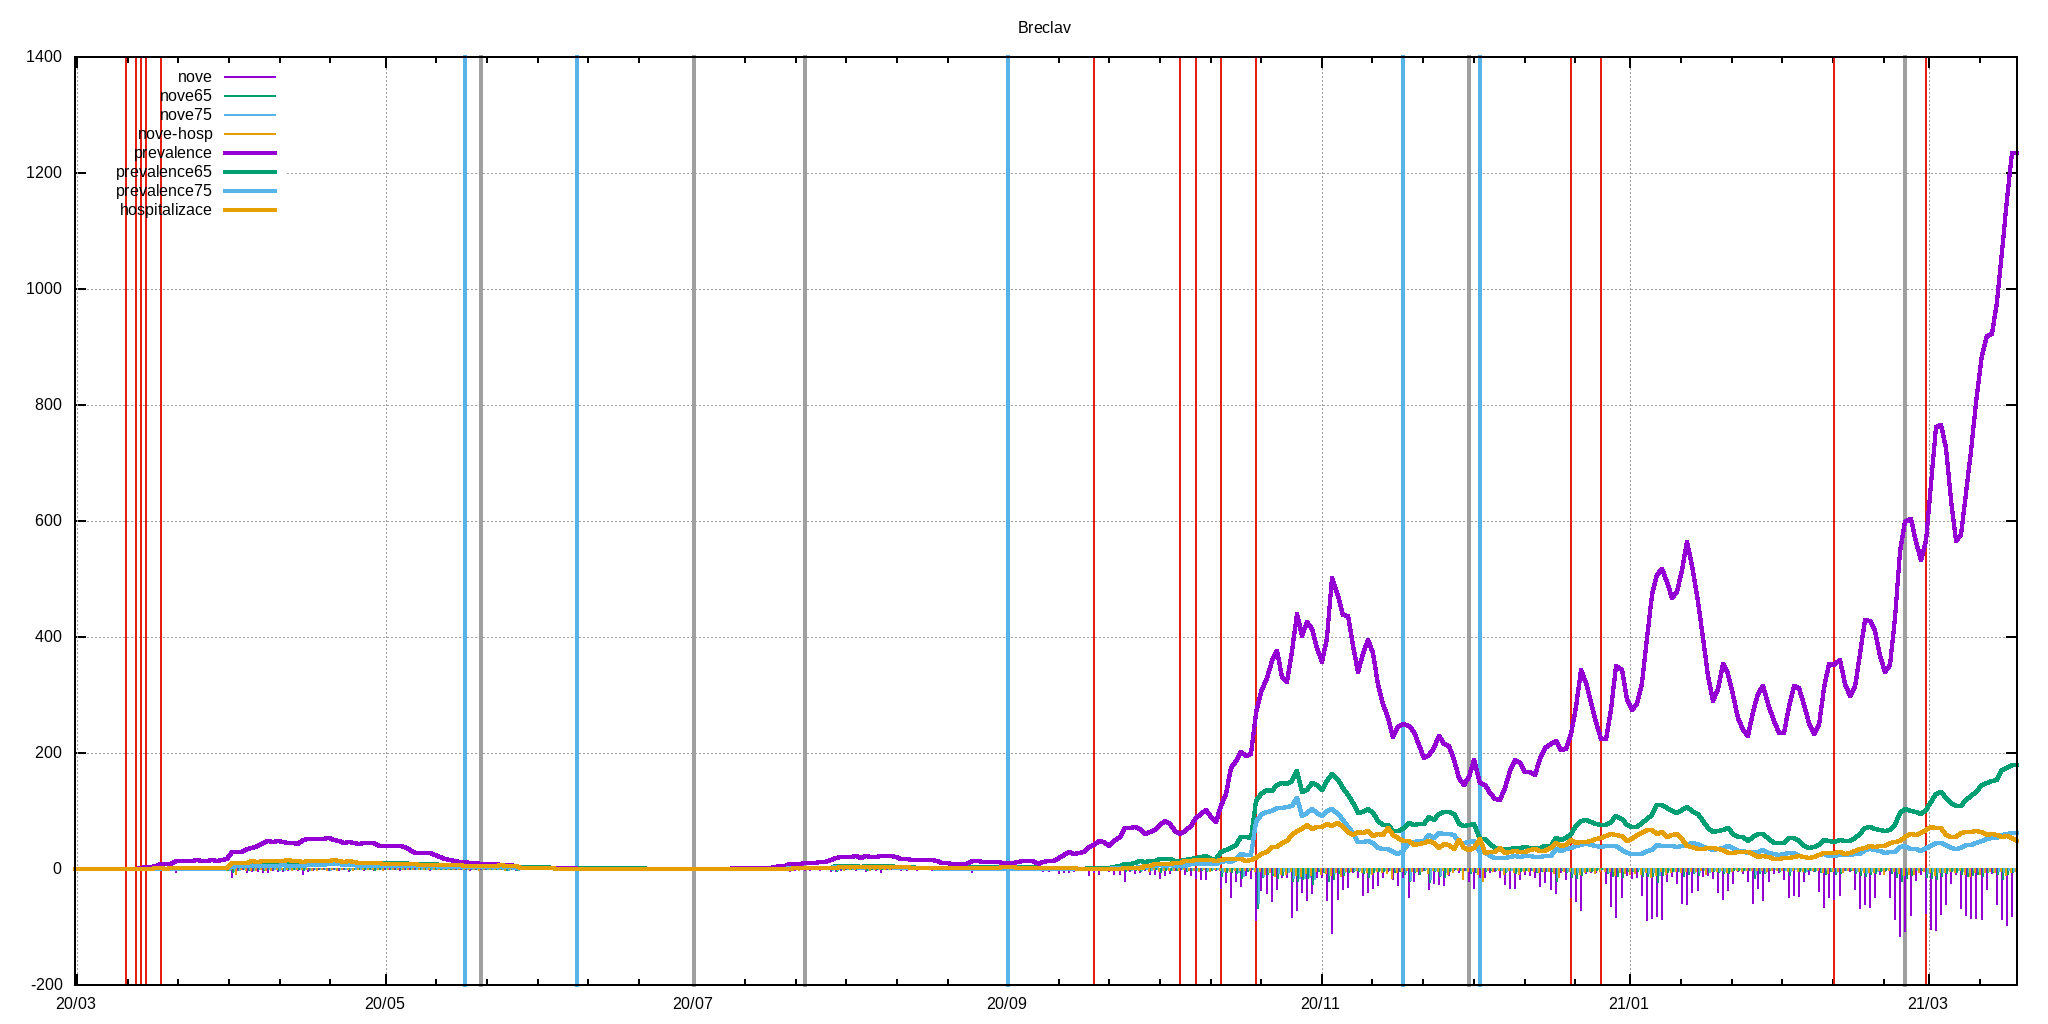 Breclav
1400
1200
1000
800
600
400
200
0
-200
nove
nove65
nove75
nove-hosp
prevalence
prevalence65
prevalence75
hospitalizace
20/03 20/05 20/07 20/09 20/11 21/01 21/03